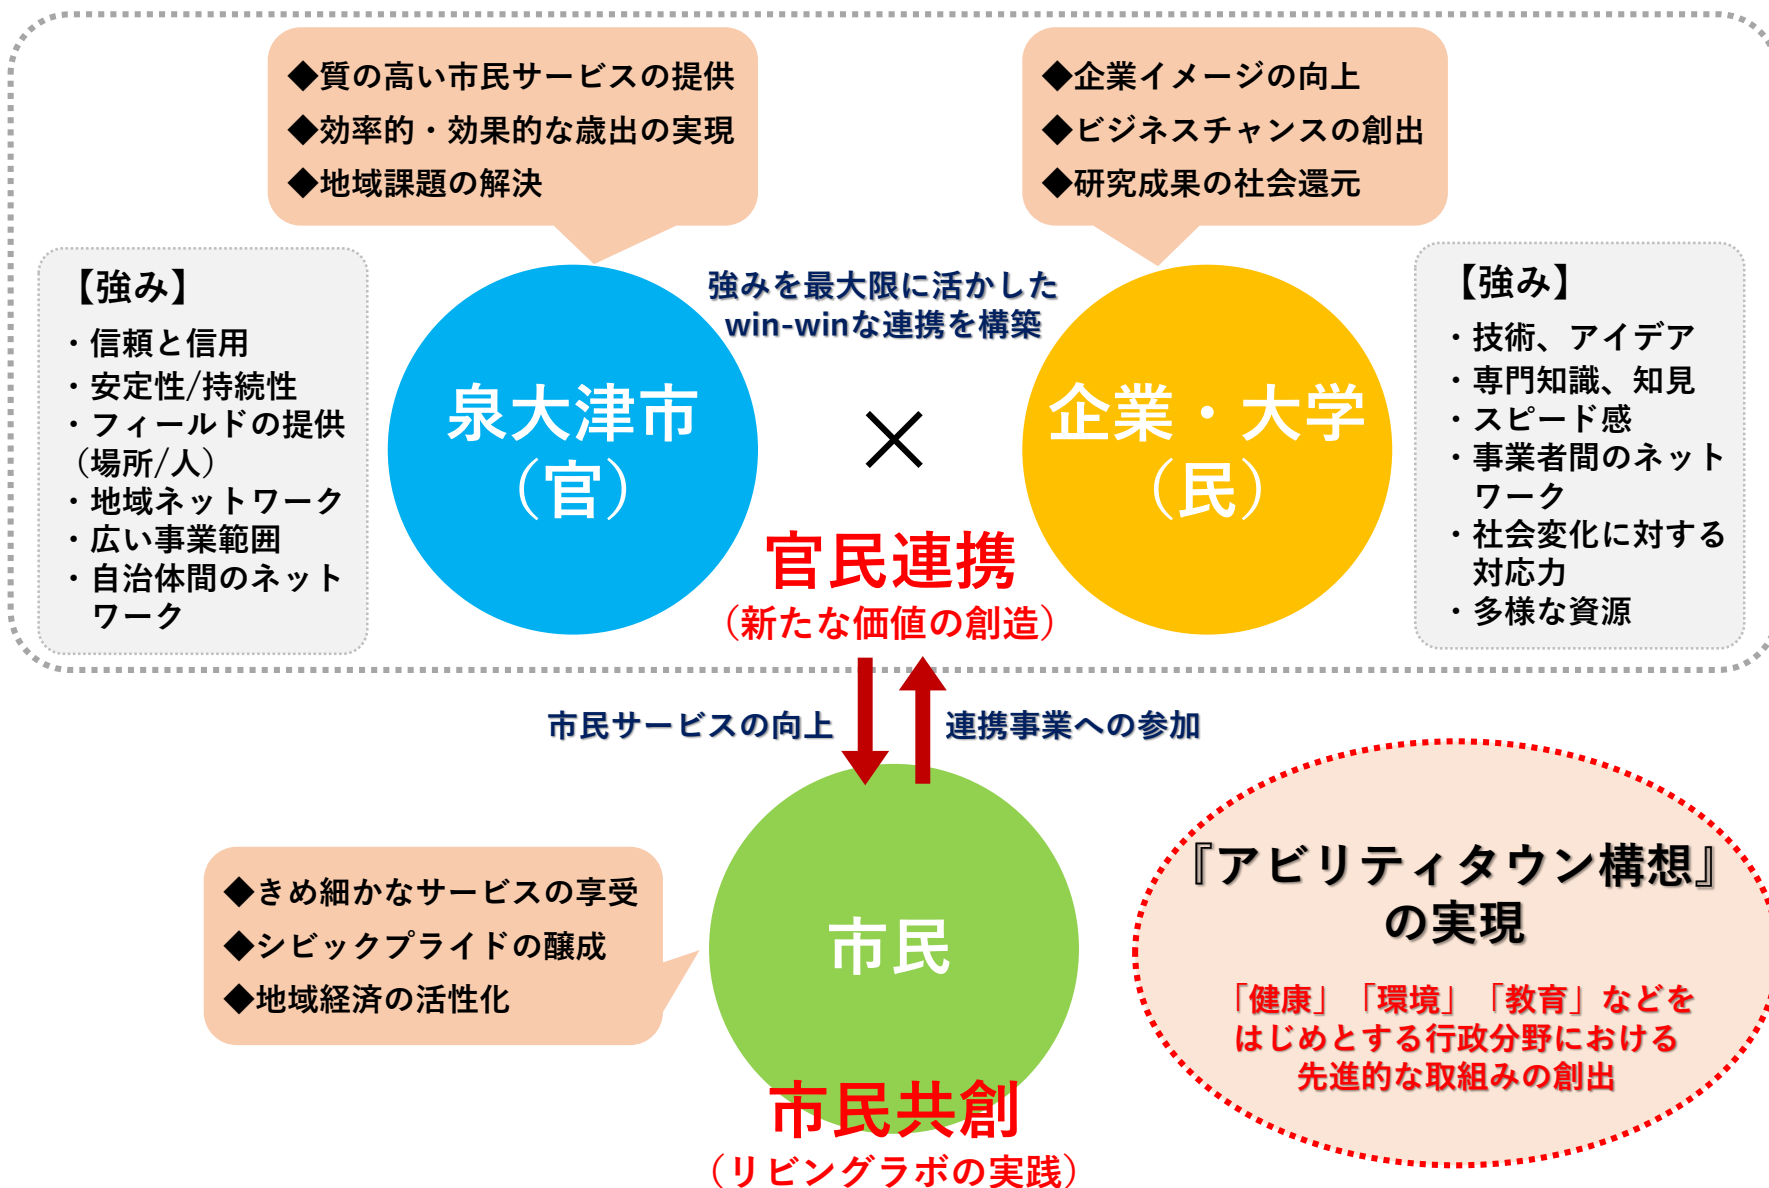 ◆質の高い市民サービスの提供
◆効率的・効果的な歳出の実現
◆地域課題の解決
◆企業イメージの向上
◆ビジネスチャンスの創出
◆研究成果の社会還元
【強み】
・信頼と信用
・安定性/持続性
・フィールドの提供
（場所/人）
・地域ネットワーク
・広い事業範囲
・自治体間のネット
ワーク
泉大津市
（官）
強みを最大限に活かした
win-winな連携を構築
×
企業・大学
（民）
【強み】
・技術、アイデア
・専門知識、知見
・スピード感
・事業者間のネット
ワーク
・社会変化に対する
対応力
・多様な資源
官民連携
（新たな価値の創造）
市民サービスの向上
連携事業への参加
◆きめ細かなサービスの享受
◆シビックプライドの醸成
◆地域経済の活性化
市民
市民共創
（リビングラボの実践）
『アビリティタウン構想』
の実現
「健康」「環境」「教育」などを
はじめとする行政分野における
先進的な取組みの創出